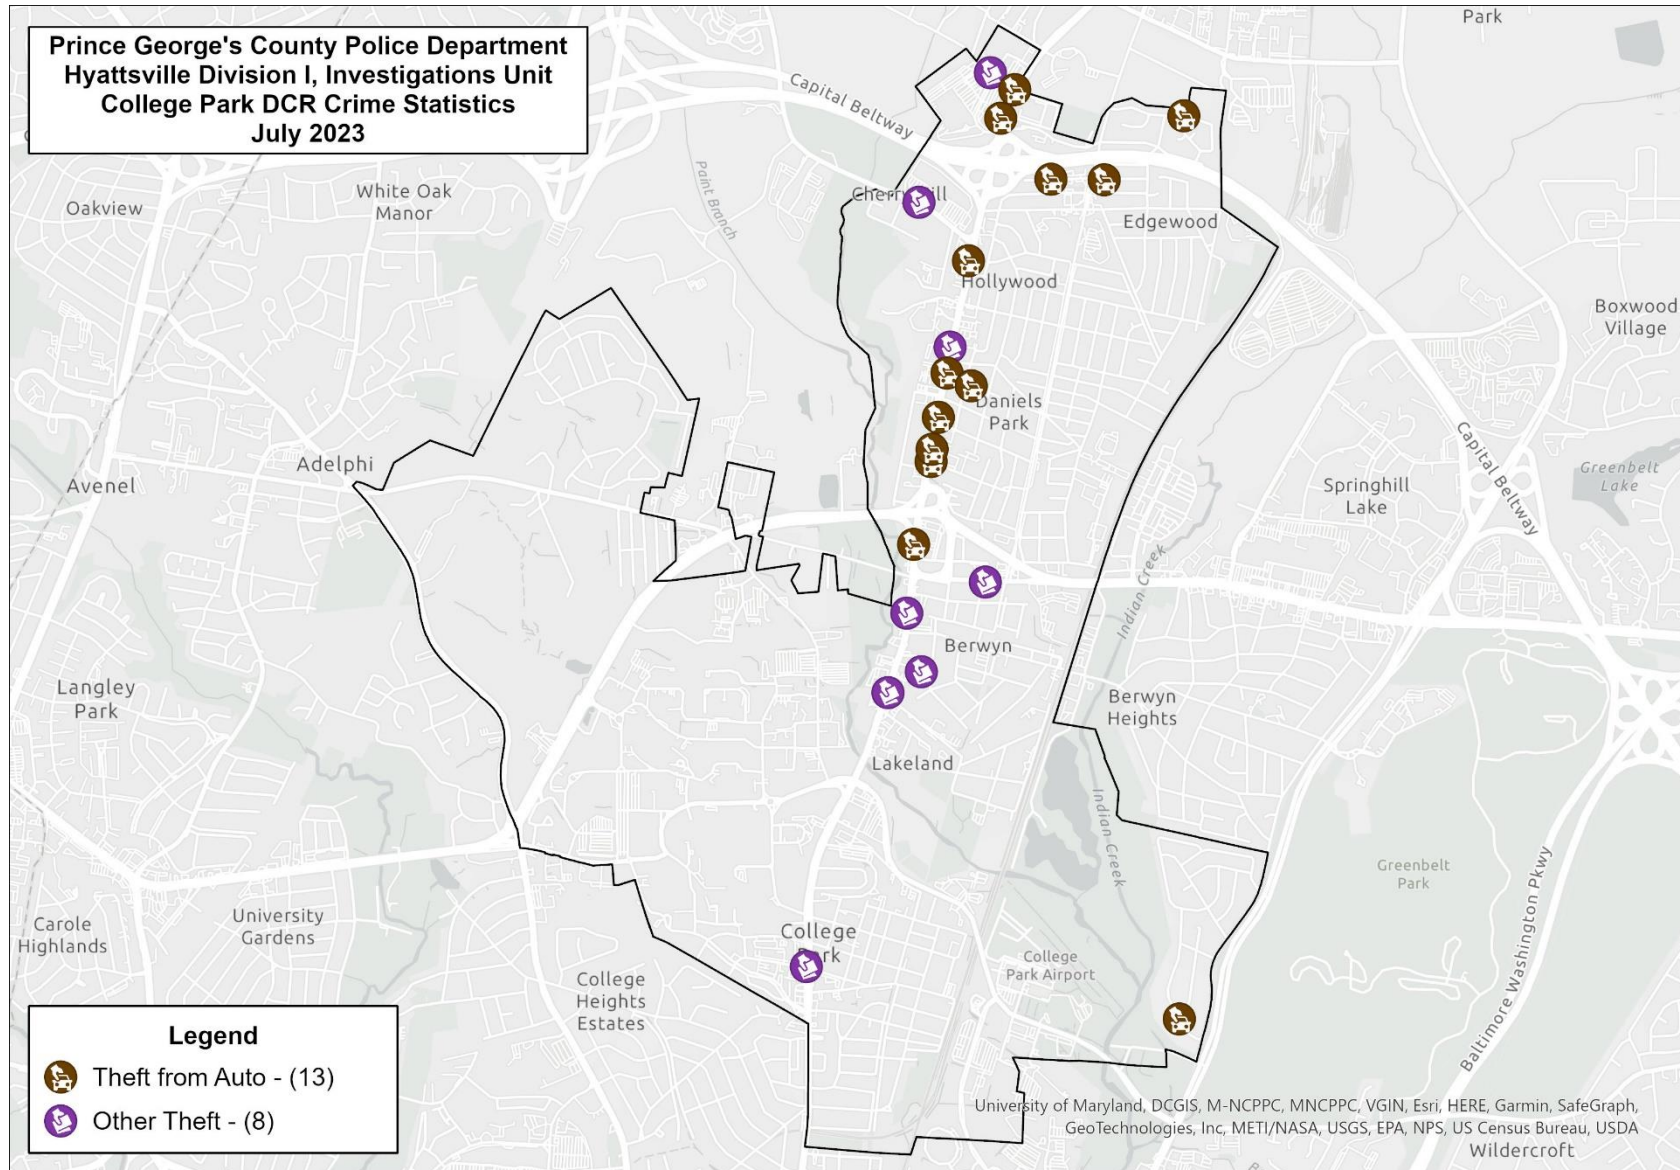 Prince George's County Police Department
Hyattsville Division I, Investigations Unit
College Park DCR Crime Statistics
July 2023
Park
Capital Beltway
Paint Branch
White Oak
Manor
Oakview
Edgewood
Hollywood
Boxwood
Village
Daniels
Park
Capital Beltway
Adelphi
Avenel
Springhill
Lake
Greenbelt
Lake
Indian Creek
Berwyn
Langley
Park
Berwyn
Heights
Lakeland
Indian Creek
Greenbelt
Park
Baltimore Washington Pkwy
Carole
Highlands
University
Gardens
College
Park
College
Park Airport
College
Heights
Estates
Legend
Theft from Auto - (13)
Other Theft - (8)
University of Maryland, DCGIS, M-NCPPC, MNCPPC, VGIN, Esri, HERE, Garmin, SafeGraph,
GeoTechnologies, Inc, METI/NASA, USGS, EPA, NPS, US Census Bureau, USDA
Wildercroft